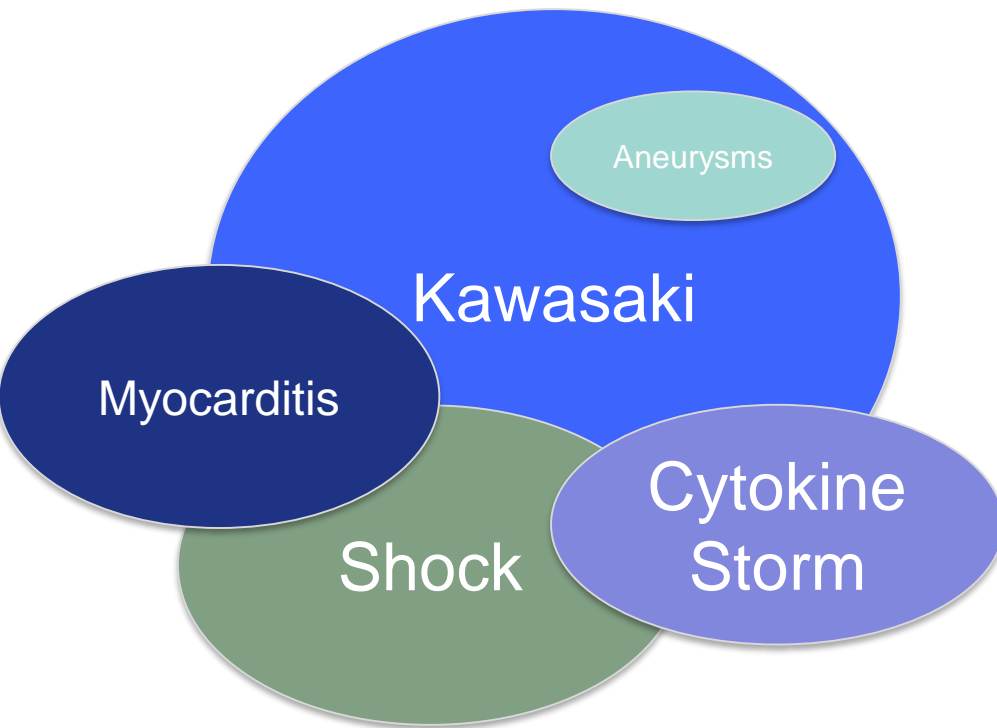 Aneurysms
Kawasaki
Myocarditis
Cytokine
Storm
Shock